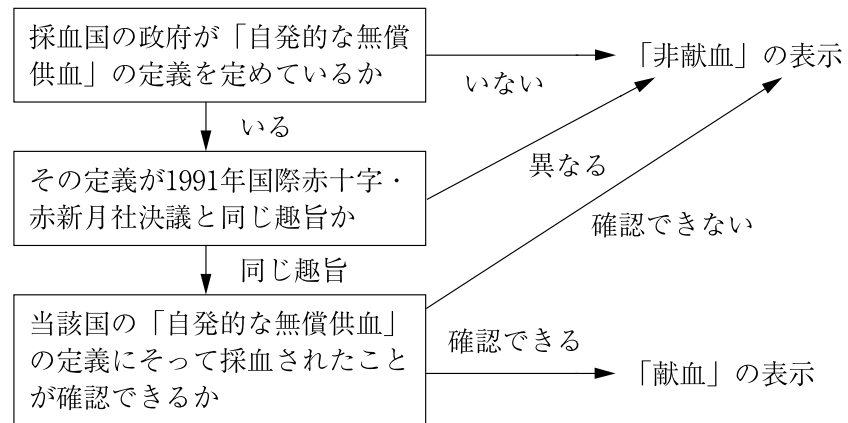 採血国の政府が「自発的な無償
供血」の定義を定めているか
いない
「非献血」の表示
いる
その定義が1991年国際赤十字・
赤新月社決議と同じ趣旨か
異なる
確認できない
同じ趣旨
当該国の「自発的な無償供血」
の定義にそって採血されたこと
が確認できるか
確認できる
「献血」の表示